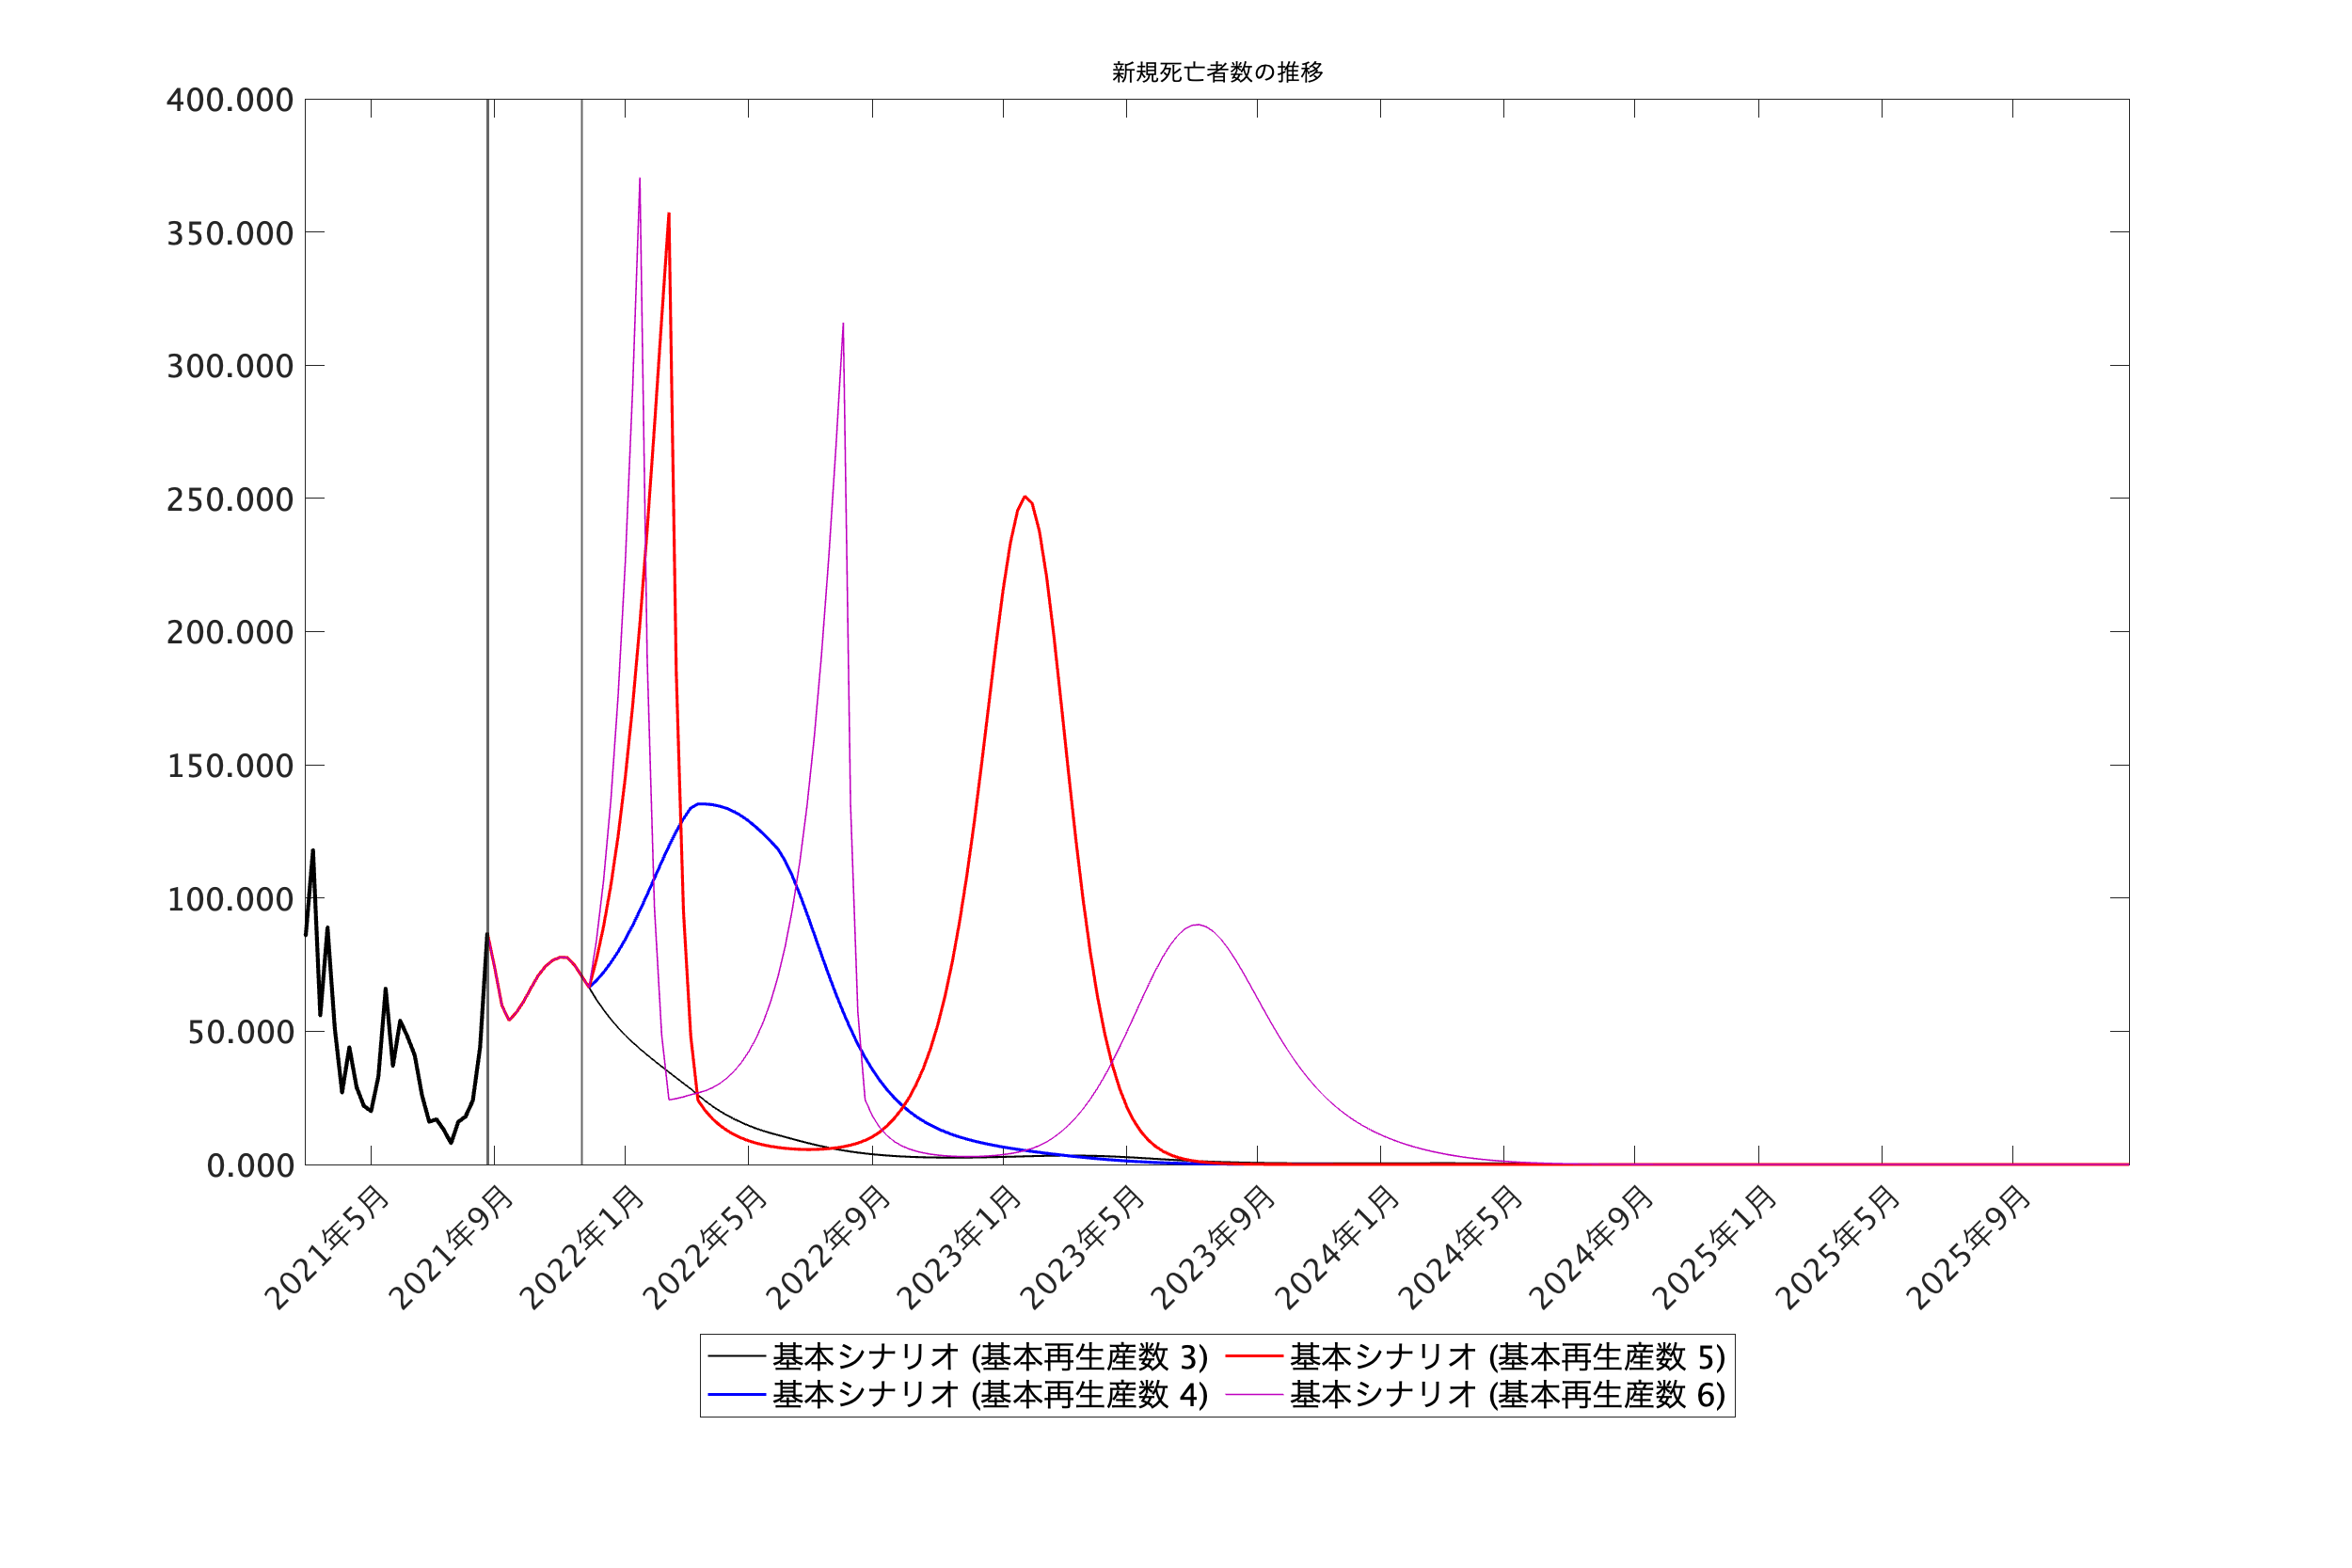 新規死亡者数の推移
400.000
350.000
300.000
250.000
200.000
150.000
100.000
50.000
0.000
2021年5月
2021年9月
2022年1月
2022年5月
2022年9月
2023年1月
2023年5月
2023年9月
2024年1月
2024年5月
2024年9月
2025年1月
2025年5月
2025年9月
基本シナリオ (基本再生産数 3)
基本シナリオ (基本再生産数 5)
基本シナリオ (基本再生産数 4)
基本シナリオ (基本再生産数 6)